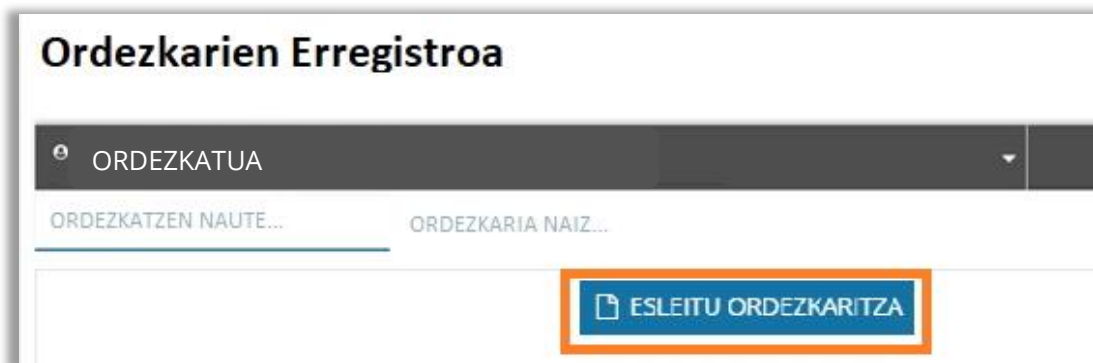 Ordezkarien Erregistroa
ORDEZKATUA
ORDEZKATZEN NAUTE... ORDEZKARIA NAIZ...
ESLEITU ORDEZKARITZA